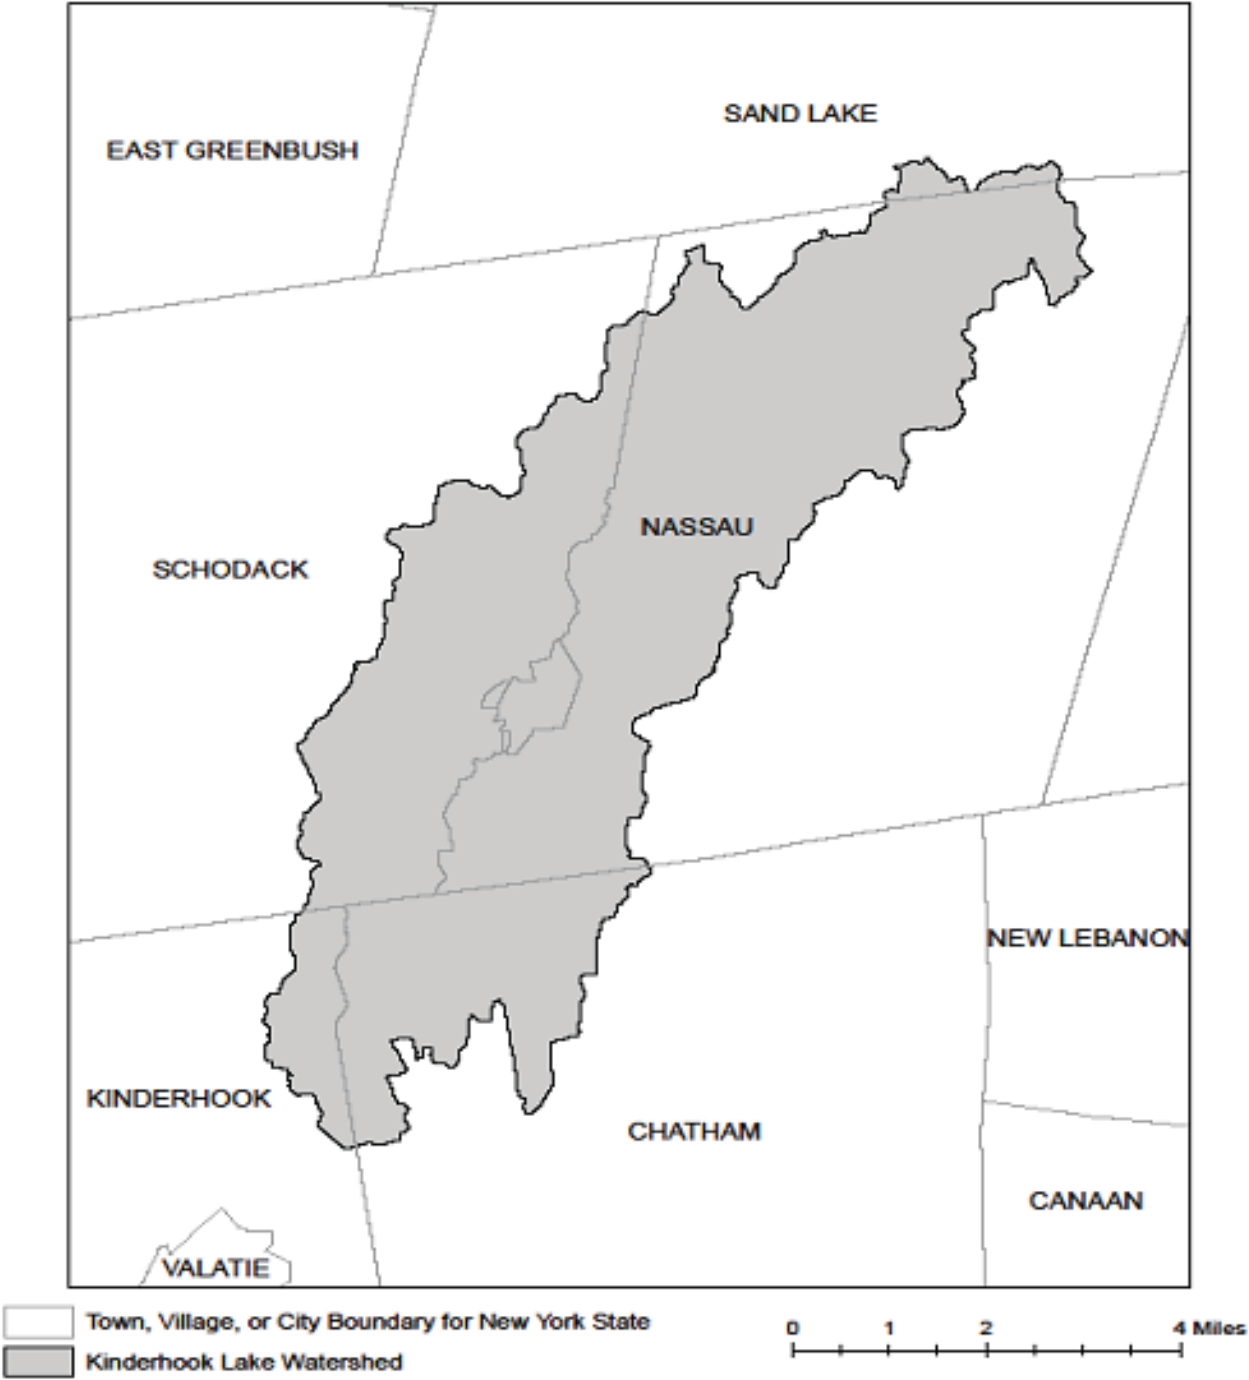 SAND LAKE
EAST GREENBUSH
NASSAU
SCHODACK
NEW LEBANON
KINDERHOOK
CHATHAM
CANAAN
VALATIE
Town, Village, or City Boundary for New York State
Kinderhook Lake Watershed
0 1 2 4 Miles